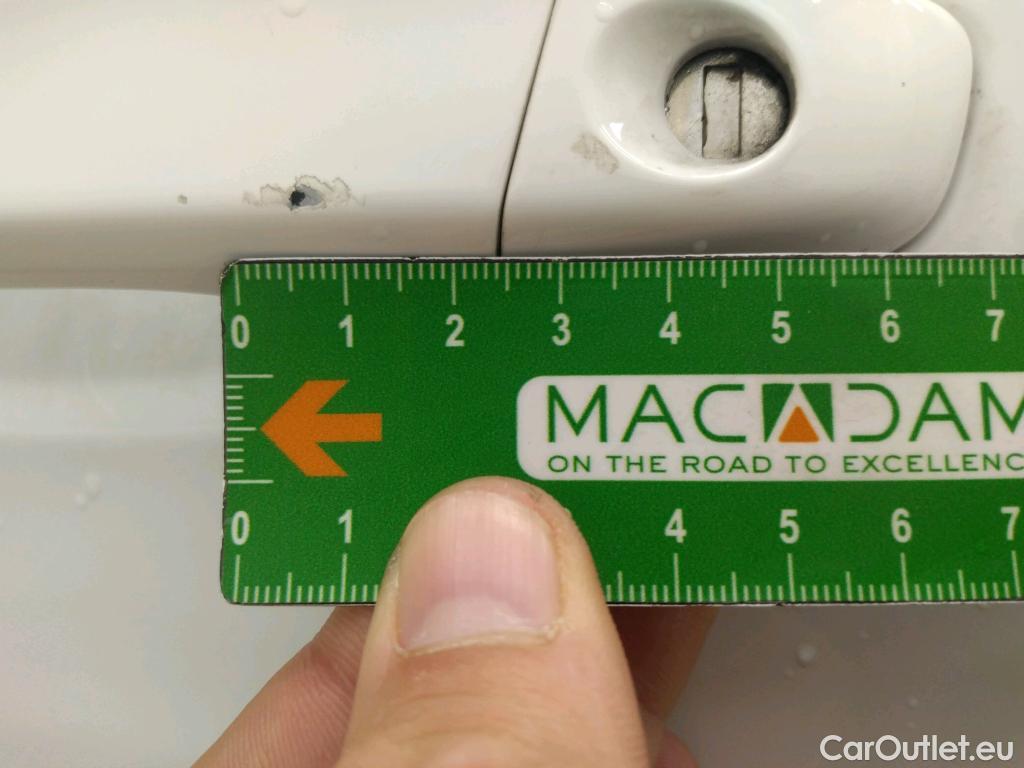 0 1 2 3 4 5 6 7
MACADAM
ON THE ROAD TO EXCELLENC
0 1 4 5 6 7
CarOutlet.eu